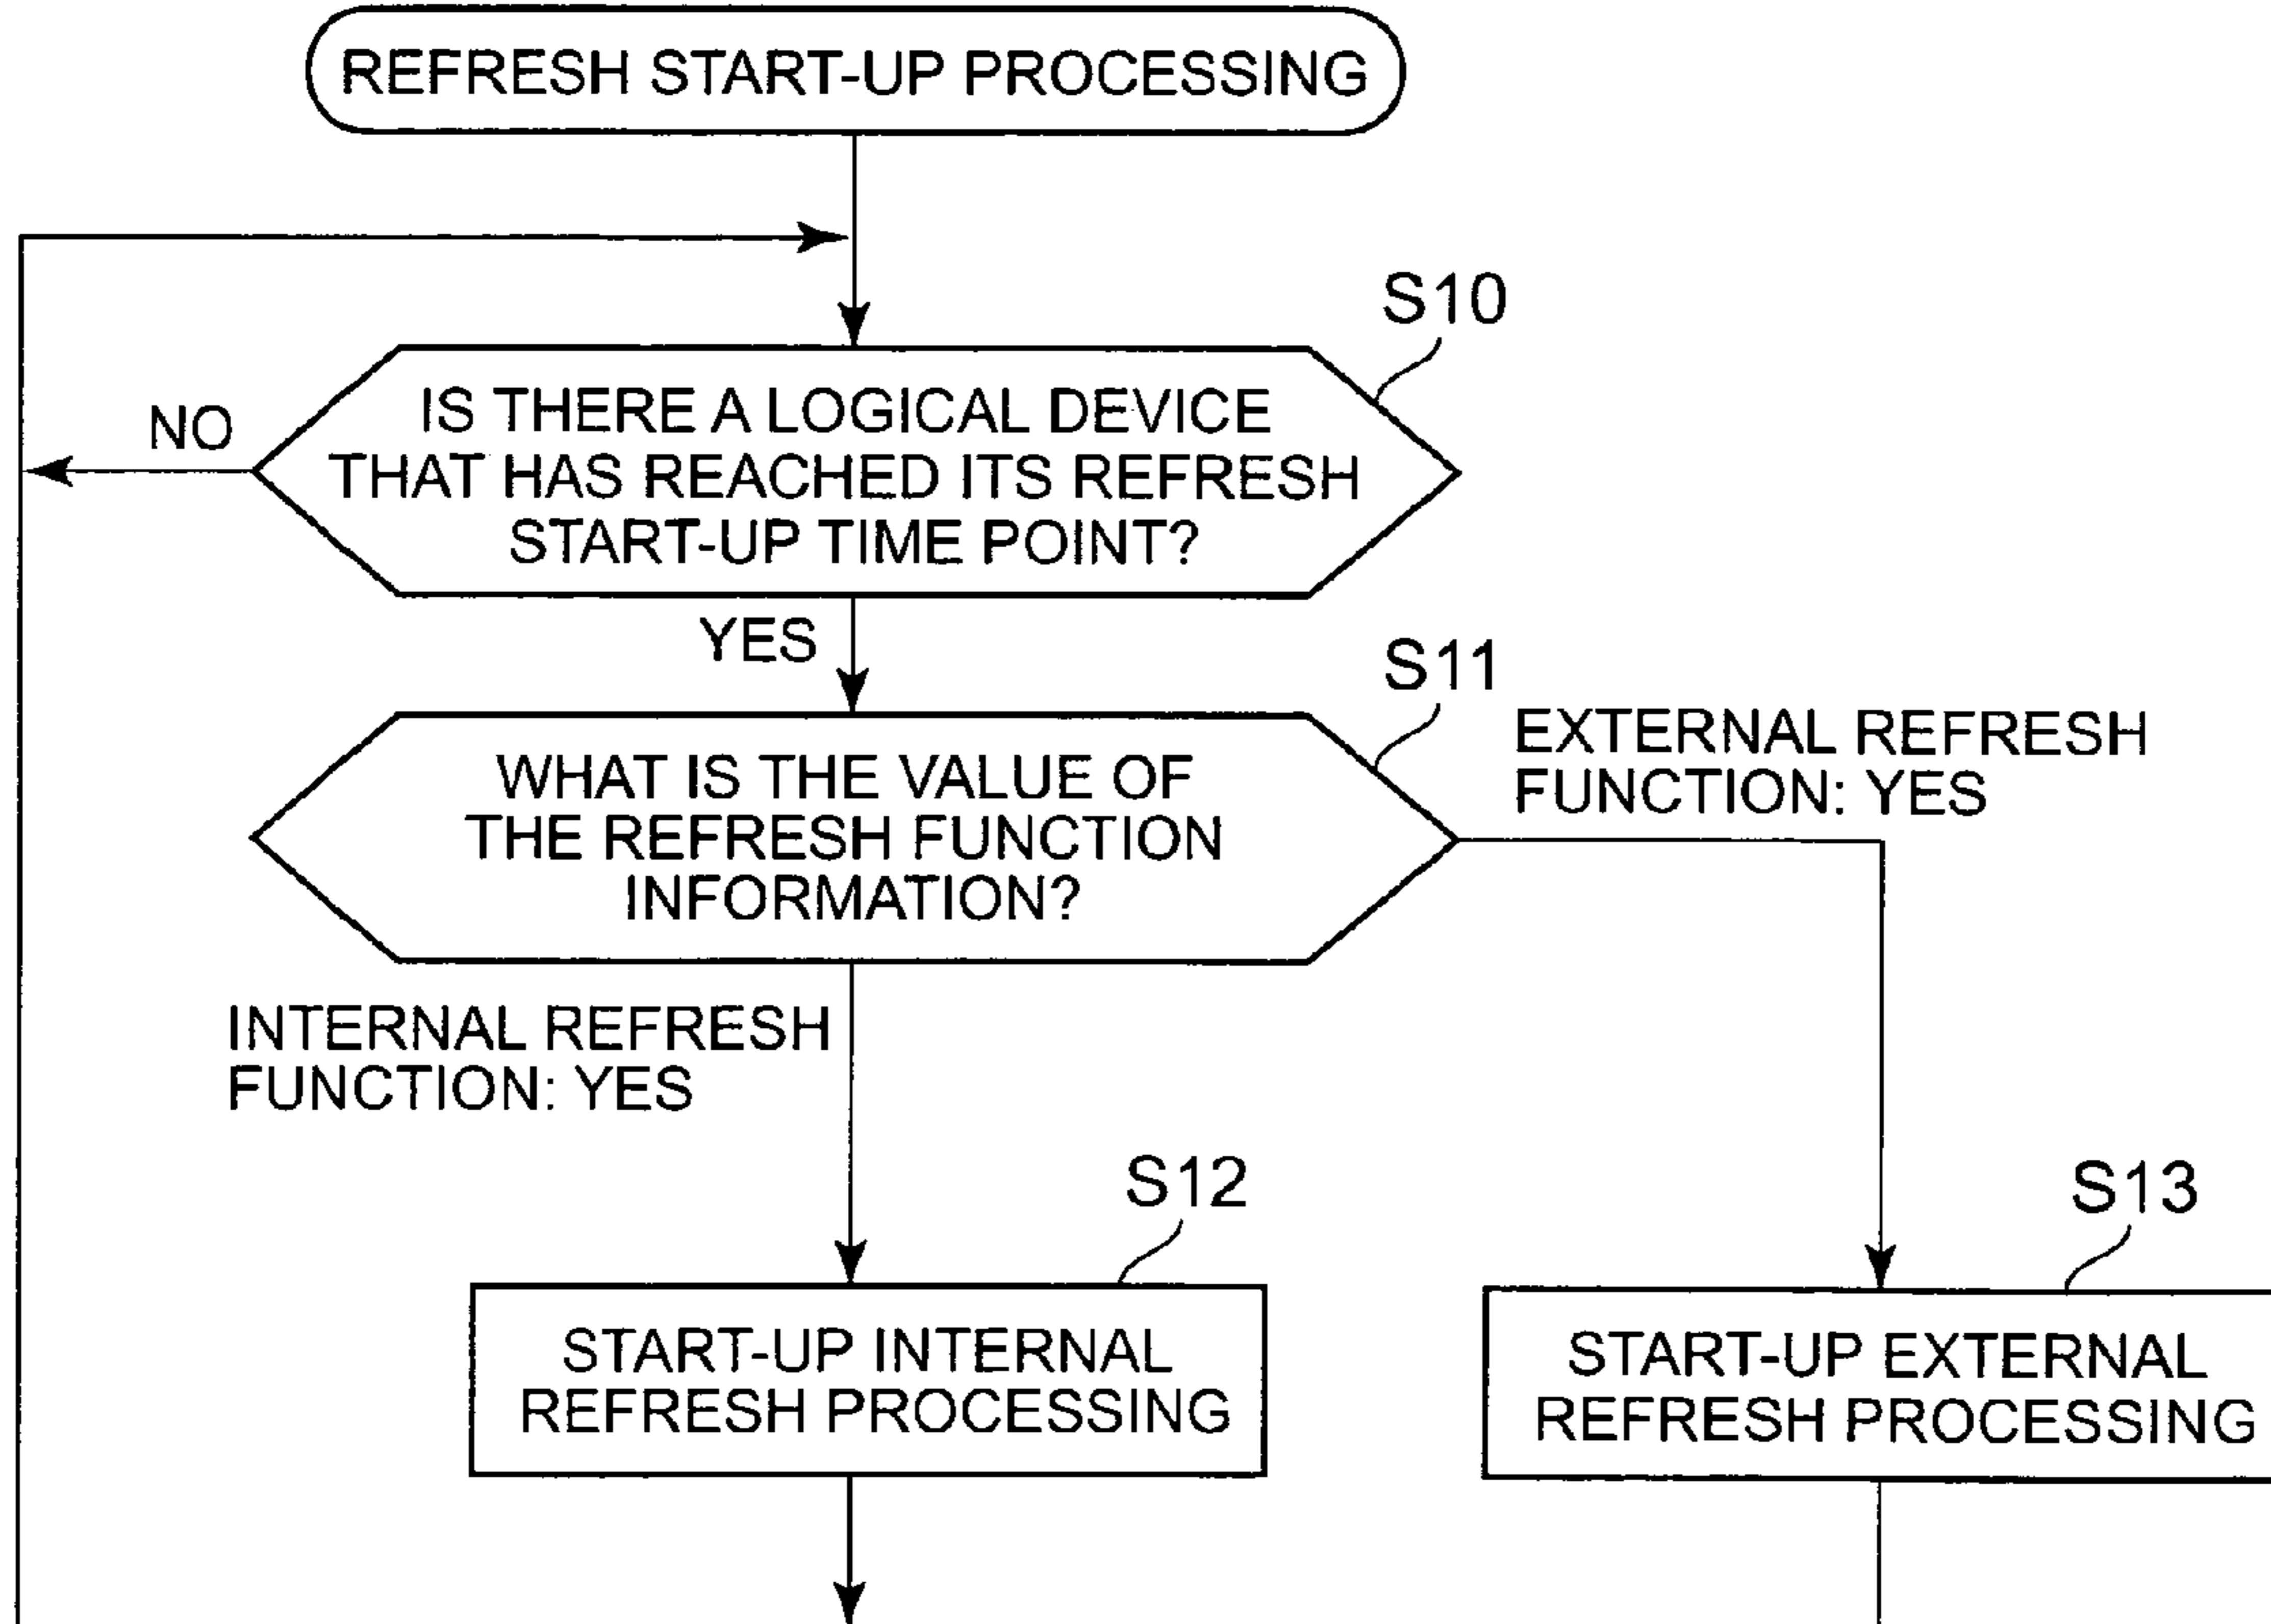 REFRESH START-UP PROCESSING
S10
IS THERE A LOGICAL DEVICE
THAT HAS REACHED ITS REFRESH
START-UP TIME POINT?
NO
YES
S11
WHAT IS THE VALUE OF
THE REFRESH FUNCTION
INFORMATION?
EXTERNAL REFRESH
FUNCTION: YES
INTERNAL REFRESH
FUNCTION: YES
S12
START-UP INTERNAL
REFRESH PROCESSING
S13
START-UP EXTERNAL
REFRESH PROCESSING